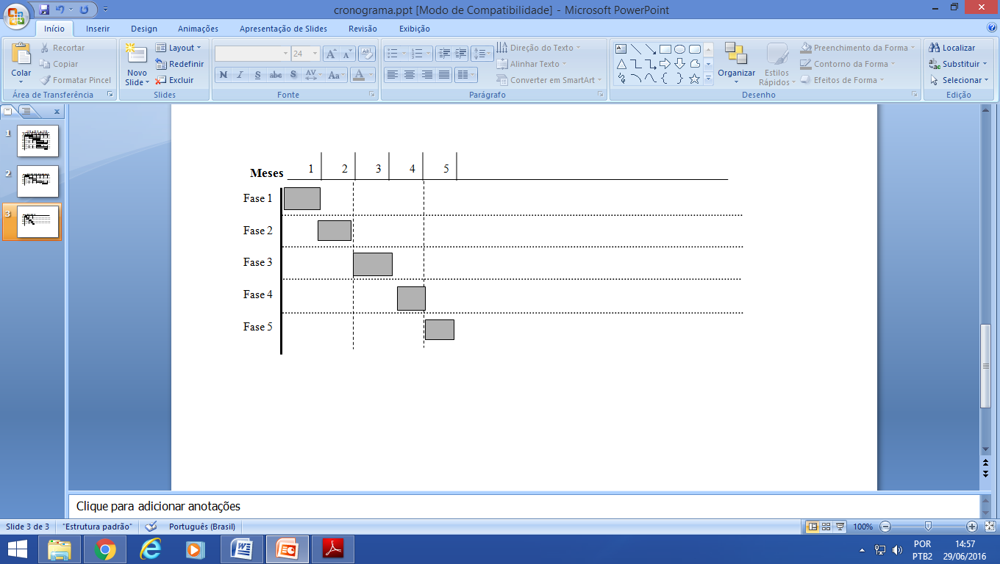 cronograma.ppt [Modo de Compatibilidade] - Microsoft PowerPoint
Início Inserir Design Animações Apresentação de Slides Revisão Exibição
Colar
Recortar
Copiar
Formatar Pincel
Área de Transferência
Novo Slide
Layout
Redefinir
Excluir
Slides
24
N I S abc S AV Aa A
Fonte
Direção do Texto
Alinhar Texto
Converter em SmartArt
Parágrafo
Organizar
Estilos Rápidos
Preenchimento da Forma
Contorno da Forma
Efeitos de Forma
Desenho
Localizar
Substituir
Selecionar
Edição
1
2
3
Meses 1 2 3 4 5
Fase 1
Fase 2
Fase 3
Fase 4
Fase 5
Clique para adicionar anotações
Slide 3 de 3 "Estrutura padrão" Português (Brasil) 100%
POR 14:57
PTB2 29/06/2016